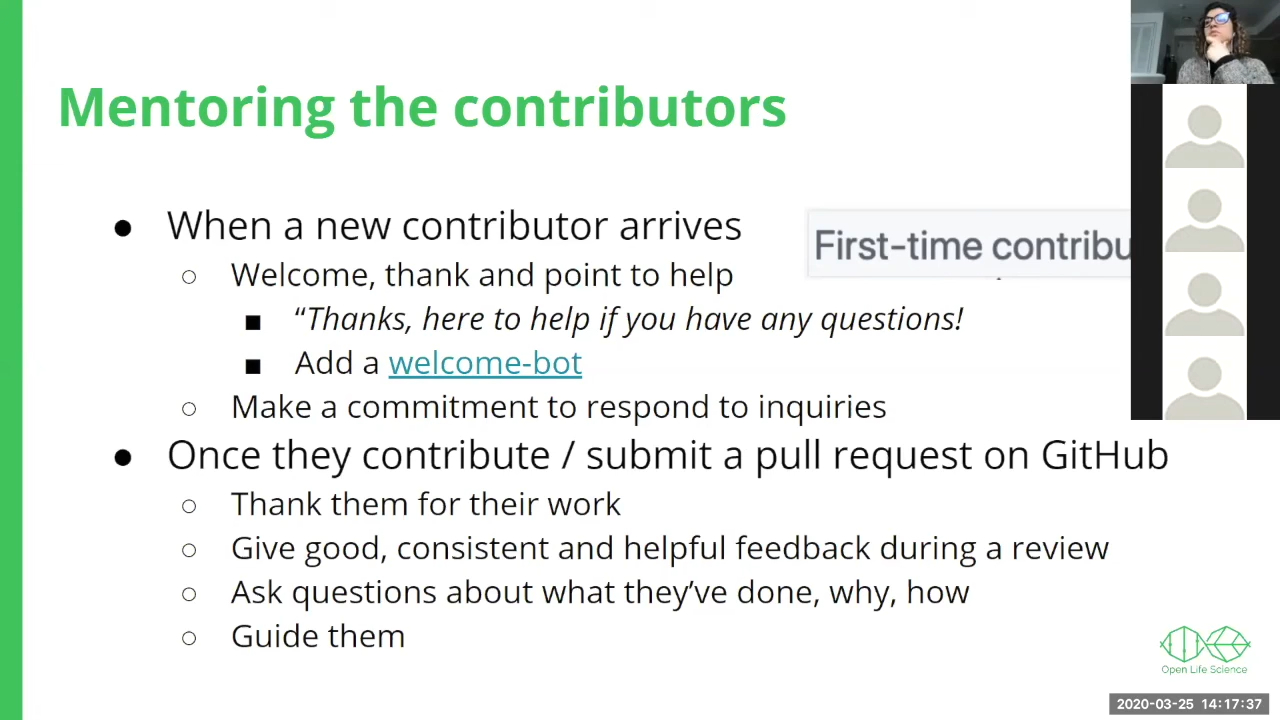 Mentoring the contributors
● When a new contributor arrives
First-time contribu
○ Welcome, thank and point to help
■ “Thanks, here to help if you have any questions!
■ Add a welcome-bot
○ Make a commitment to respond to inquiries
● Once they contribute / submit a pull request on GitHub
○ Thank them for their work
○ Give good, consistent and helpful feedback during a review
○ Ask questions about what they’ve done, why, how
○ Guide them
Open Life Science
2020-03-25 14:17:37